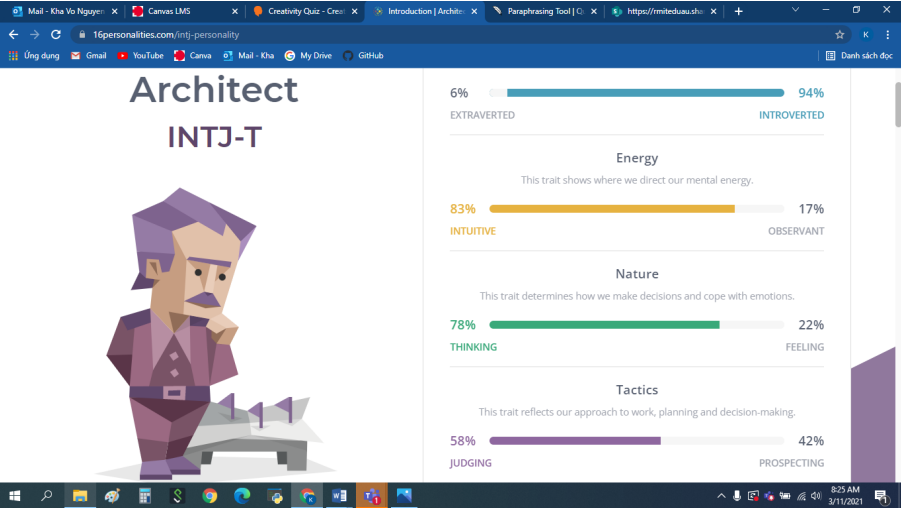 Mail - Kha Vo Nguyen
Canvas LMS
Creativity Quiz - Creat
Introduction | Architec
Paraphrasing Tool | Qu
https://rmiteduau.shar
16personalities.com/intj-personality
K
Ứng dụng
Gmail
YouTube
Canva
Mail - Kha
My Drive
GitHub
Danh sách đọc
Architect
INTJ-T
6%
94%
EXTRAVERTED
INTROVERTED
Energy
This trait shows where we direct our mental energy.
83%
17%
INTUITIVE
OBSERVANT
Nature
This trait determines how we make decisions and cope with emotions.
78%
22%
THINKING
FEELING
Tactics
This trait reflects our approach to work, planning and decision-making.
58%
42%
JUDGING
PROSPECTING
8:25 AM
3/11/2021